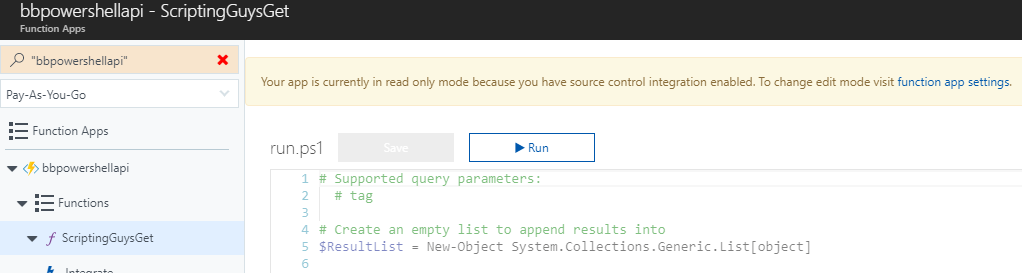 bbpowershellapi - ScriptingGuysGet
Function Apps
"bbpowershellapi"
Pay-As-You-Go
Function Apps
bbpowershellapi
Functions
ScriptingGuysGet
Integrate
Your app is currently in read only mode because you have source control integration enabled. To change edit mode visit function app settings.
run.ps1 Save Run
1 # Supported query parameters:
2 # tag
3
4 # Create an empty list to append results into
5 $ResultList = New-Object System.Collections.Generic.List[object]
6